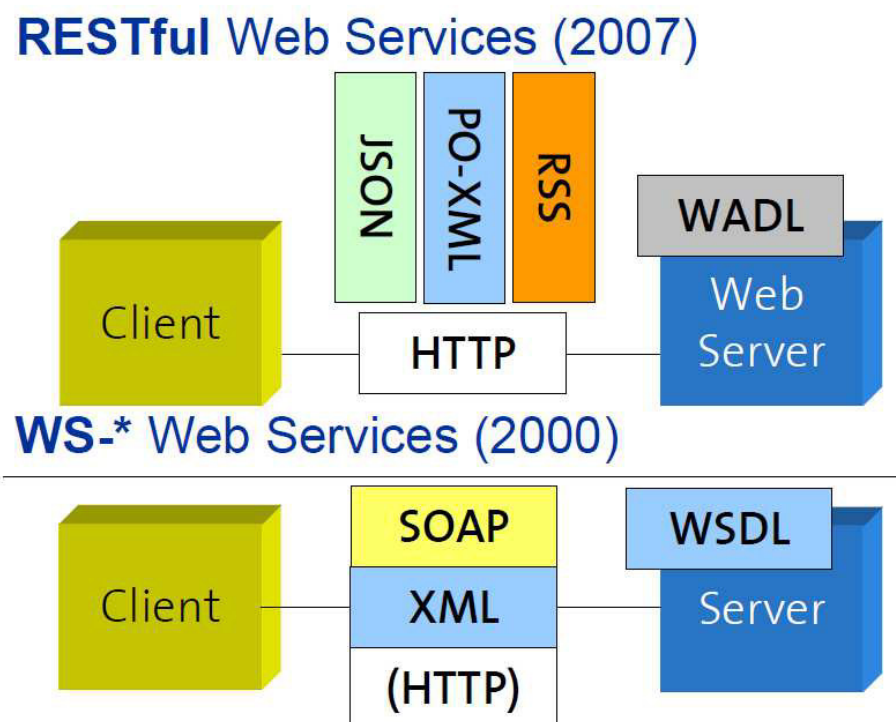 RESTful Web Services (2007)
JSON
PO-XML
RSS
WADL
Client
HTTP
Web
Server
WS-* Web Services (2000)
SOAP
WSDL
Client
XML
Server
(HTTP)